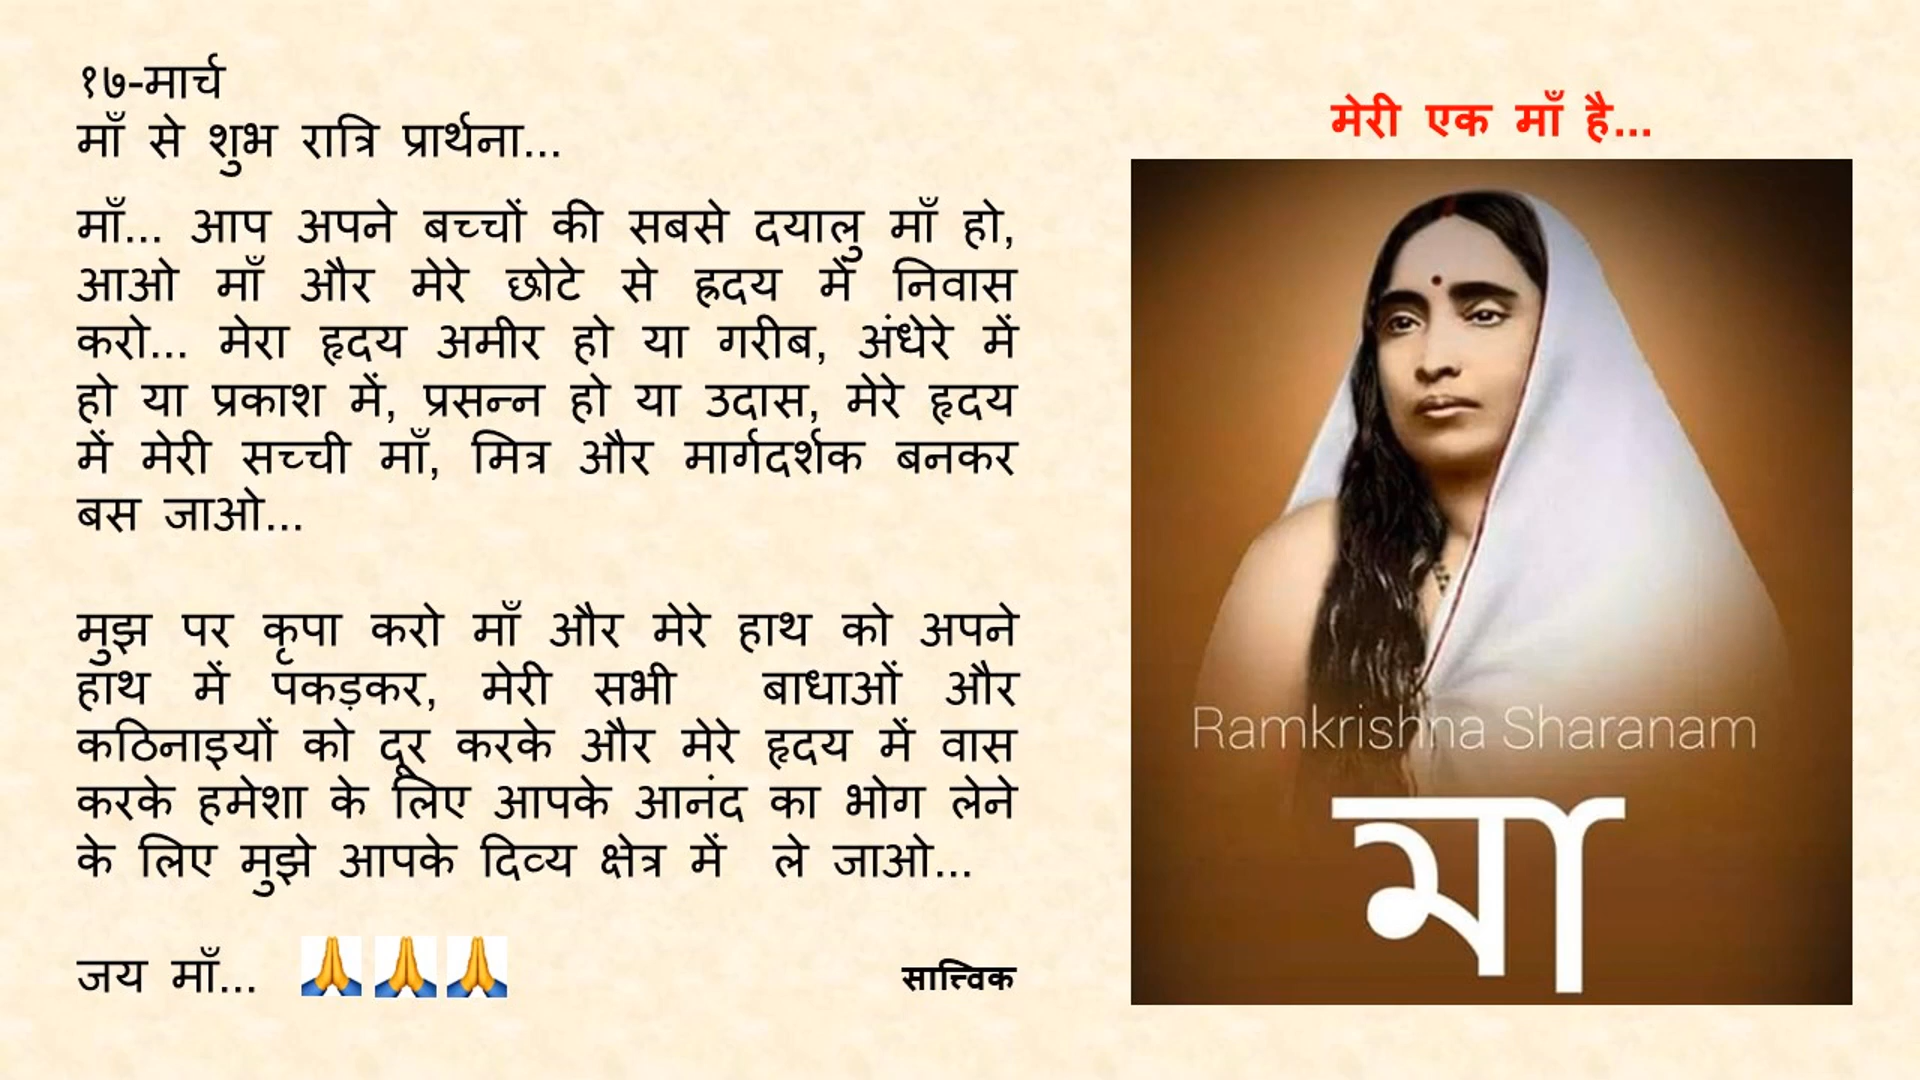 १७-मार्च
माँ से शुभ रात्रि प्रार्थना...
माँ... आप अपने बच्चों की सबसे दयालु माँ हो,
आओ माँ और मेरे छोटे से ह्रदय में निवास
करो... मेरा हृदय अमीर हो या गरीब, अंधेरे में
हो या प्रकाश में, प्रसन्न हो या उदास, मेरे हृदय
में मेरी सच्ची माँ, मित्र और मार्गदर्शक बनकर
बस जाओ...
मुझ पर कृपा करो माँ और मेरे हाथ को अपने
हाथ में पकड़कर, मेरी सभी बाधाओं और
कठिनाइयों को दूर करके और मेरे हृदय में वास
करके हमेशा के लिए आपके आनंद का भोग लेने
के लिए मुझे आपके दिव्य क्षेत्र में ले जाओ...
जय माँ... 🙏🙏🙏
सात्त्विक
मेरी एक माँ है...
Ramkrishna Sharanam
মা